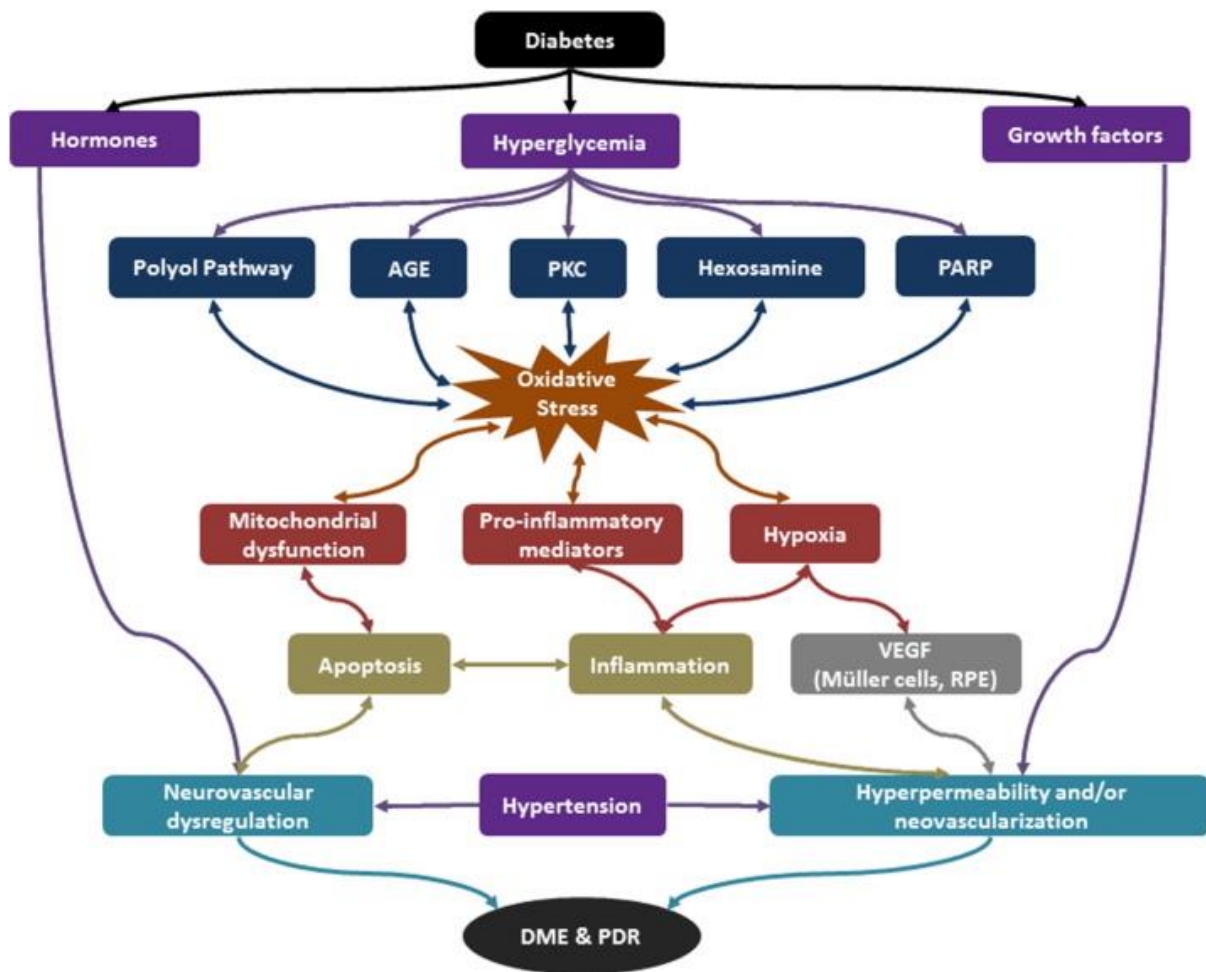 Diabetes
Hormones
Hyperglycemia
Growth factors
Polyol Pathway
AGE
PKC
Hexosamine
PARP
Oxidative
Stress
Mitochondrial
dysfunction
Pro-inflammatory
mediators
Hypoxia
Apoptosis
Inflammation
VEGF
(Müller cells, RPE)
Neurovascular
dysregulation
Hypertension
Hyperpermeability and/or
neovascularization
DME & PDR